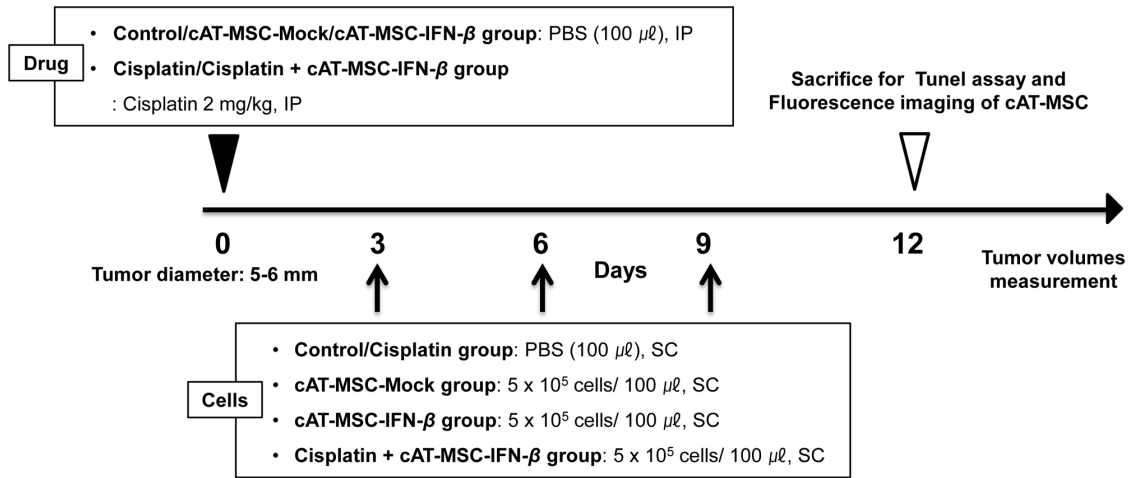 • Control/cAT-MSC-Mock/cAT-MSC-IFN-β group: PBS (100 ㎕), IP
Drug
• Cisplatin/Cisplatin + cAT-MSC-IFN-β group
: Cisplatin 2 mg/kg, IP
Sacrifice for Tunel assay and
Fluorescence imaging of cAT-MSC
0 3 6 9 12
Tumor diameter: 5-6 mm
Days
Tumor volumes
measurement
• Control/Cisplatin group: PBS (100 ㎕), SC
• cAT-MSC-Mock group: 5 x 10⁵ cells/ 100 ㎕, SC
Cells
• cAT-MSC-IFN-β group: 5 x 10⁵ cells/ 100 ㎕, SC
• Cisplatin + cAT-MSC-IFN-β group: 5 x 10⁵ cells/ 100 ㎕, SC